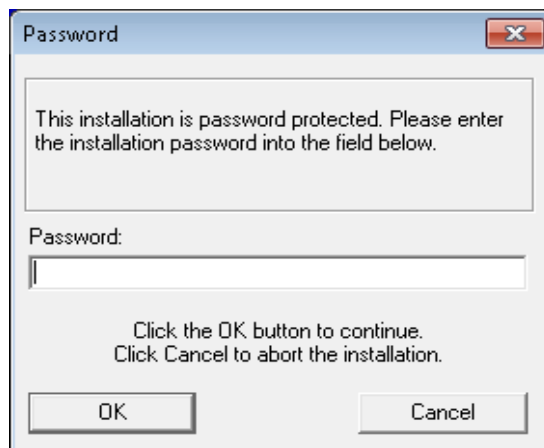 Password
This installation is password protected. Please enter
the installation password into the field below.
Password:
Click the OK button to continue.
Click Cancel to abort the installation.
OK
Cancel